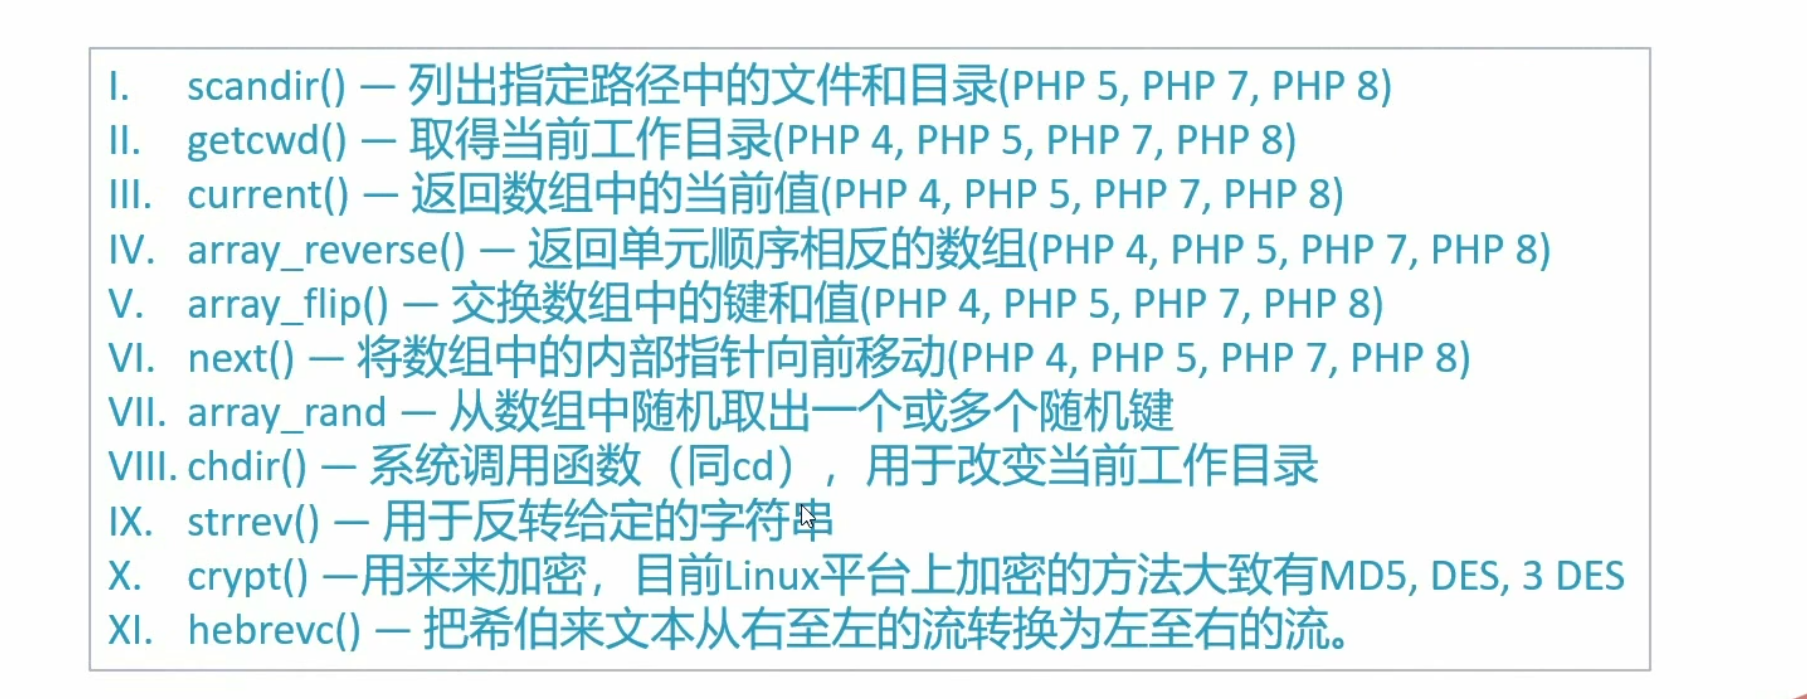 I. scandir() — 列出指定路径中的文件和目录(PHP 5, PHP 7, PHP 8)
II. getcwd() — 取得当前工作目录(PHP 4, PHP 5, PHP 7, PHP 8)
III. current() — 返回数组中的当前值(PHP 4, PHP 5, PHP 7, PHP 8)
IV. array_reverse() — 返回单元顺序相反的数组(PHP 4, PHP 5, PHP 7, PHP 8)
V. array_flip() — 交换数组中的键和值(PHP 4, PHP 5, PHP 7, PHP 8)
VI. next() — 将数组中的内部指针向前移动(PHP 4, PHP 5, PHP 7, PHP 8)
VII. array_rand — 从数组中随机取出一个或多个随机键
VIII. chdir() — 系统调用函数（同cd），用于改变当前工作目录
IX. strrev() — 用于反转给定的字符串
X. crypt() —用来来加密，目前Linux平台上加密的方法大致有MD5, DES, 3 DES
XI. hebrevc() — 把希伯来文本从右至左的流转换为左至右的流。